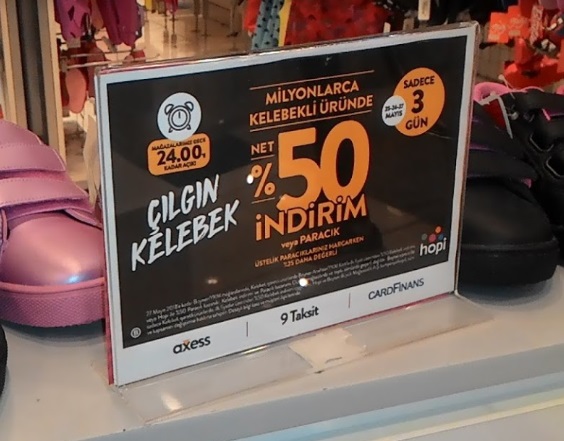 MİLYONLARCA
KELEBEKLİ ÜRÜNDE
SADECE
3
GÜN
25-26-27
MAYIS
MAĞAZALARIMIZ GECE
24.00'e
KADAR AÇIK!
ÇILGIN
KELEBEK
NET
%50
İNDİRİM
veya PARACIK
ÜSTELİK PARACIKLARINIZ HARCARKEN
%25 DAHA DEĞERLİ
hopi
axess
9 Taksit
CARDFINANS